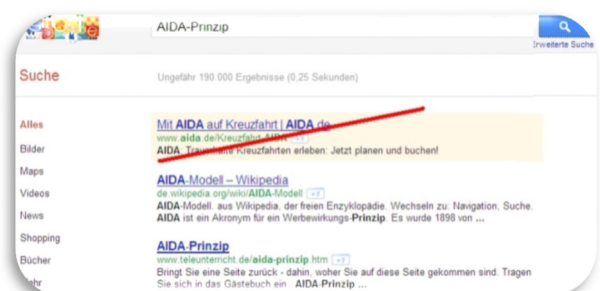 AIDA-Prinzip
Erweiterte Suche
Suche
Ungefähr 190.000 Ergebnisse (0,25 Sekunden)
Alles
Bilder
Maps
Videos
News
Shopping
Bücher
Mit AIDA auf Kreuzfahrt | AIDA.de
www.aida.de/Kreuzfahrt-AIDA
AIDA. Traumhafte Kreuzfahrten erleben: Jetzt planen und buchen!
AIDA-Modell – Wikipedia
de.wikipedia.org/wiki/AIDA-Modell
AIDA-Modell. aus Wikipedia, der freien Enzyklopädie. Wechseln zu: Navigation, Suche.
AIDA ist ein Akronym für ein Werbewirkungs-Prinzip. Es wurde 1898 von ...
AIDA-Prinzip
www.teleunterricht.de/aida-prinzip.htm
Bringt Sie eine Seite zurück - dahin, woher Sie auf diese Seite gekommen sind. Tragen
Sie sich in das Gästebuch ein. AIDA-Prinzip ...